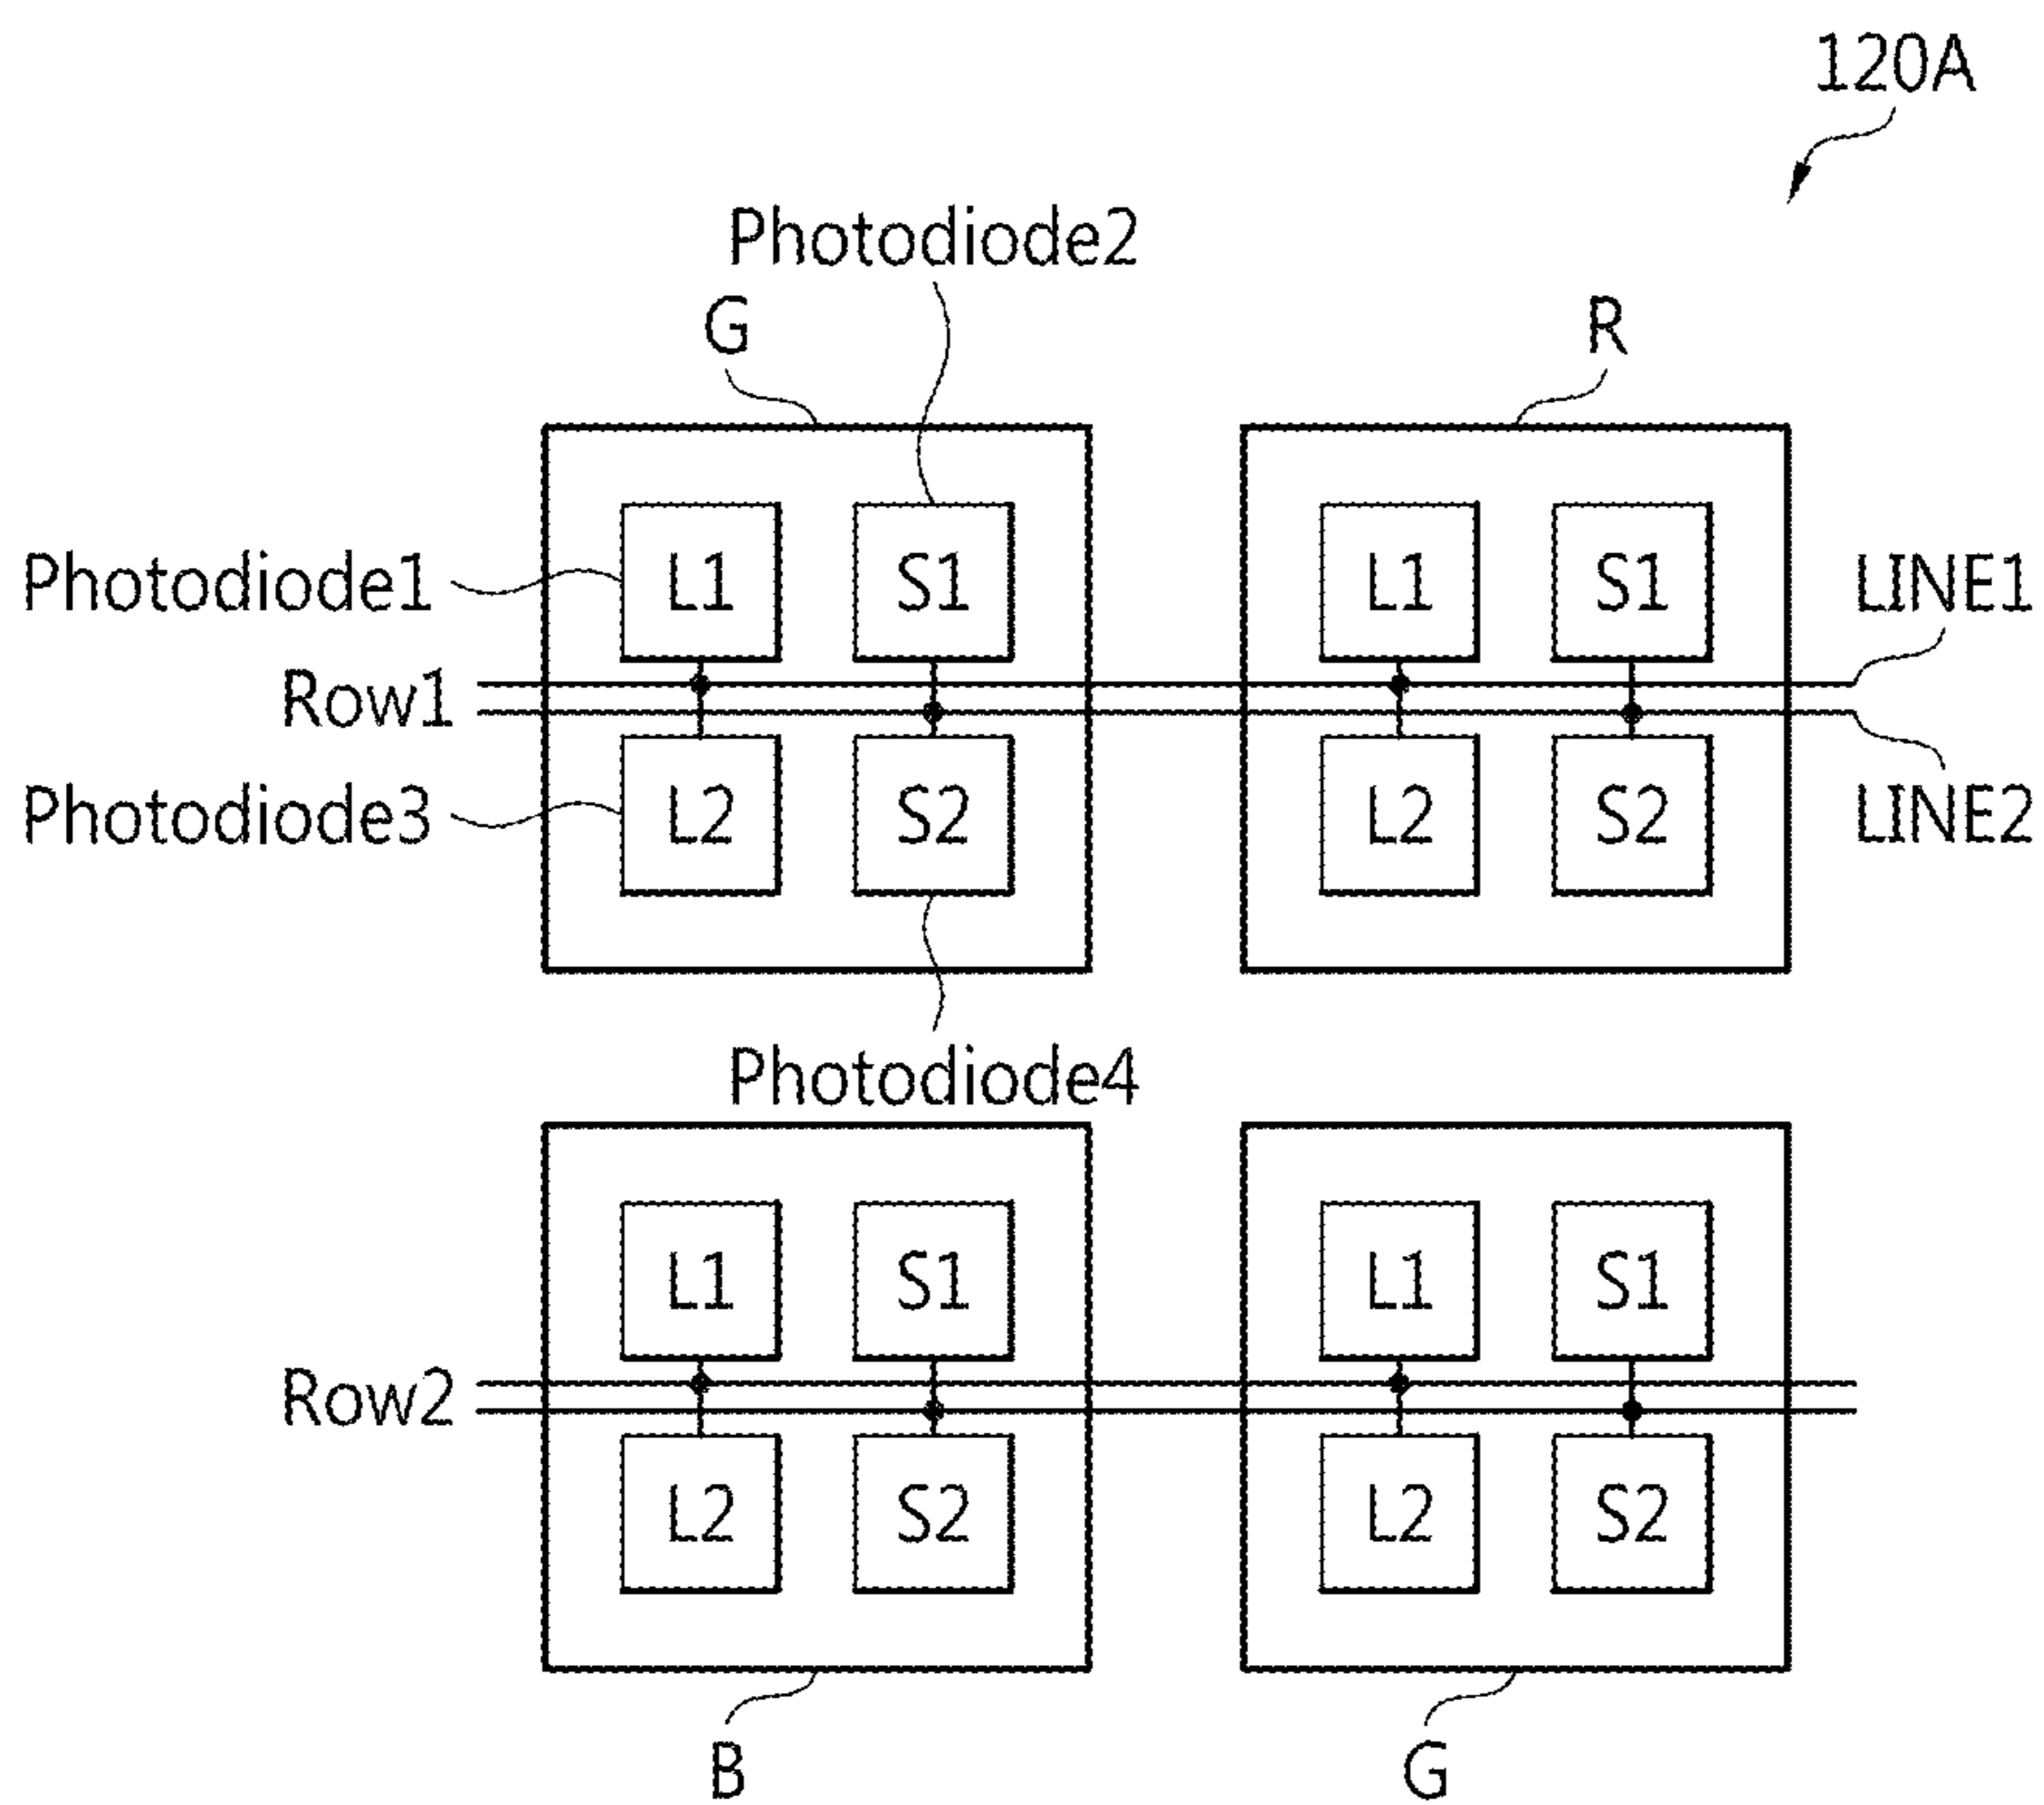 120A
Photodiode2
G
R
Photodiode1
L1
S1
L1
S1
LINE1
Row1
Photodiode3
L2
S2
L2
S2
LINE2
Photodiode4
L1
S1
L1
S1
Row2
L2
S2
L2
S2
B
G